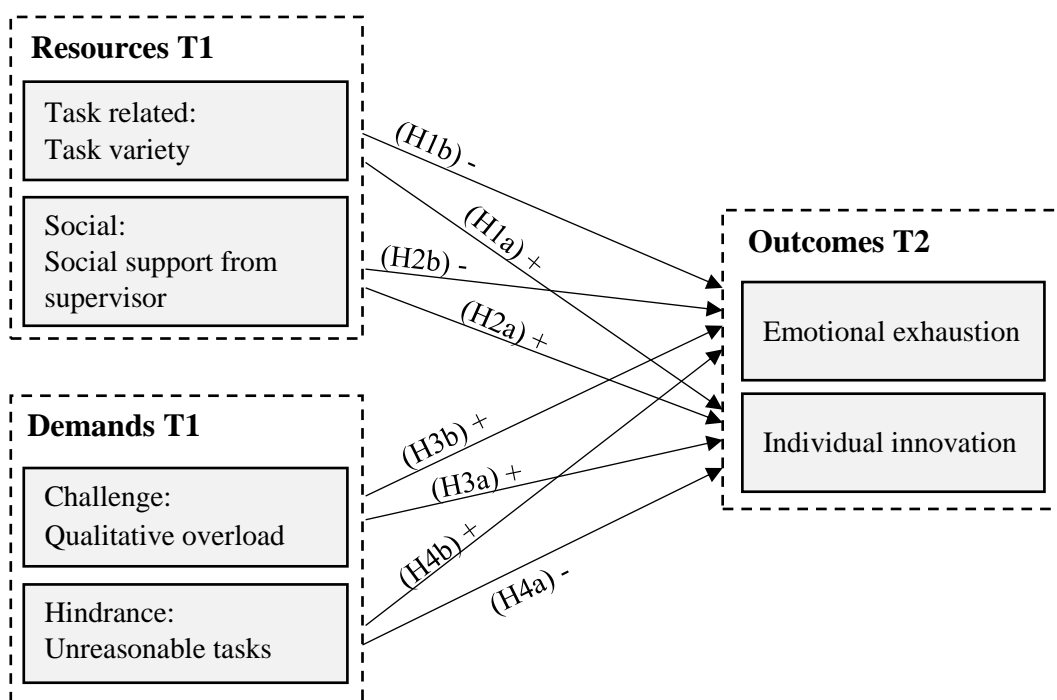 Resources T1
Task related:
Task variety
Social:
Social support from
supervisor
Demands T1
Challenge:
Qualitative overload
Hindrance:
Unreasonable tasks
(H1b) -
(H1a) +
(H2b) -
(H2a) +
(H3b) +
(H3a) +
(H4b) +
(H4a) -
Outcomes T2
Emotional exhaustion
Individual innovation